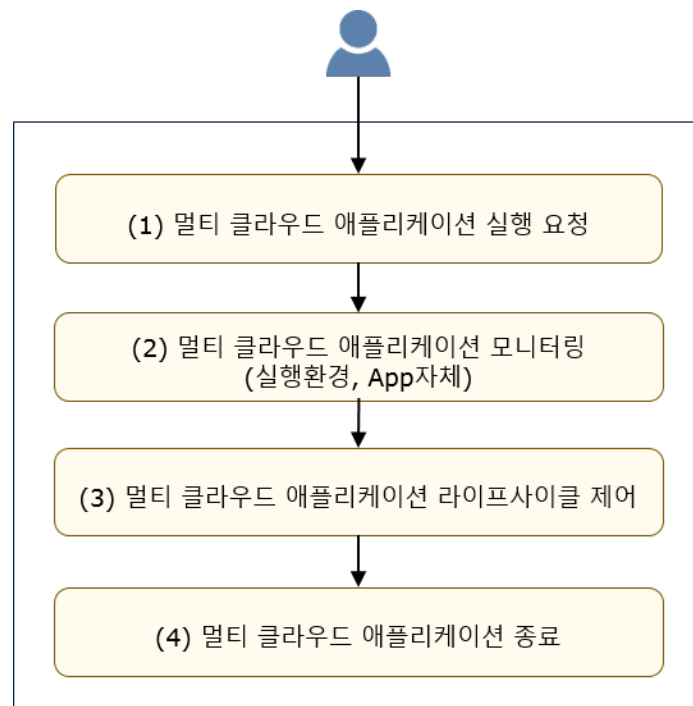 (1) 멀티 클라우드 애플리케이션 실행 요청
(2) 멀티 클라우드 애플리케이션 모니터링
(실행환경, App자체)
(3) 멀티 클라우드 애플리케이션 라이프사이클 제어
(4) 멀티 클라우드 애플리케이션 종료